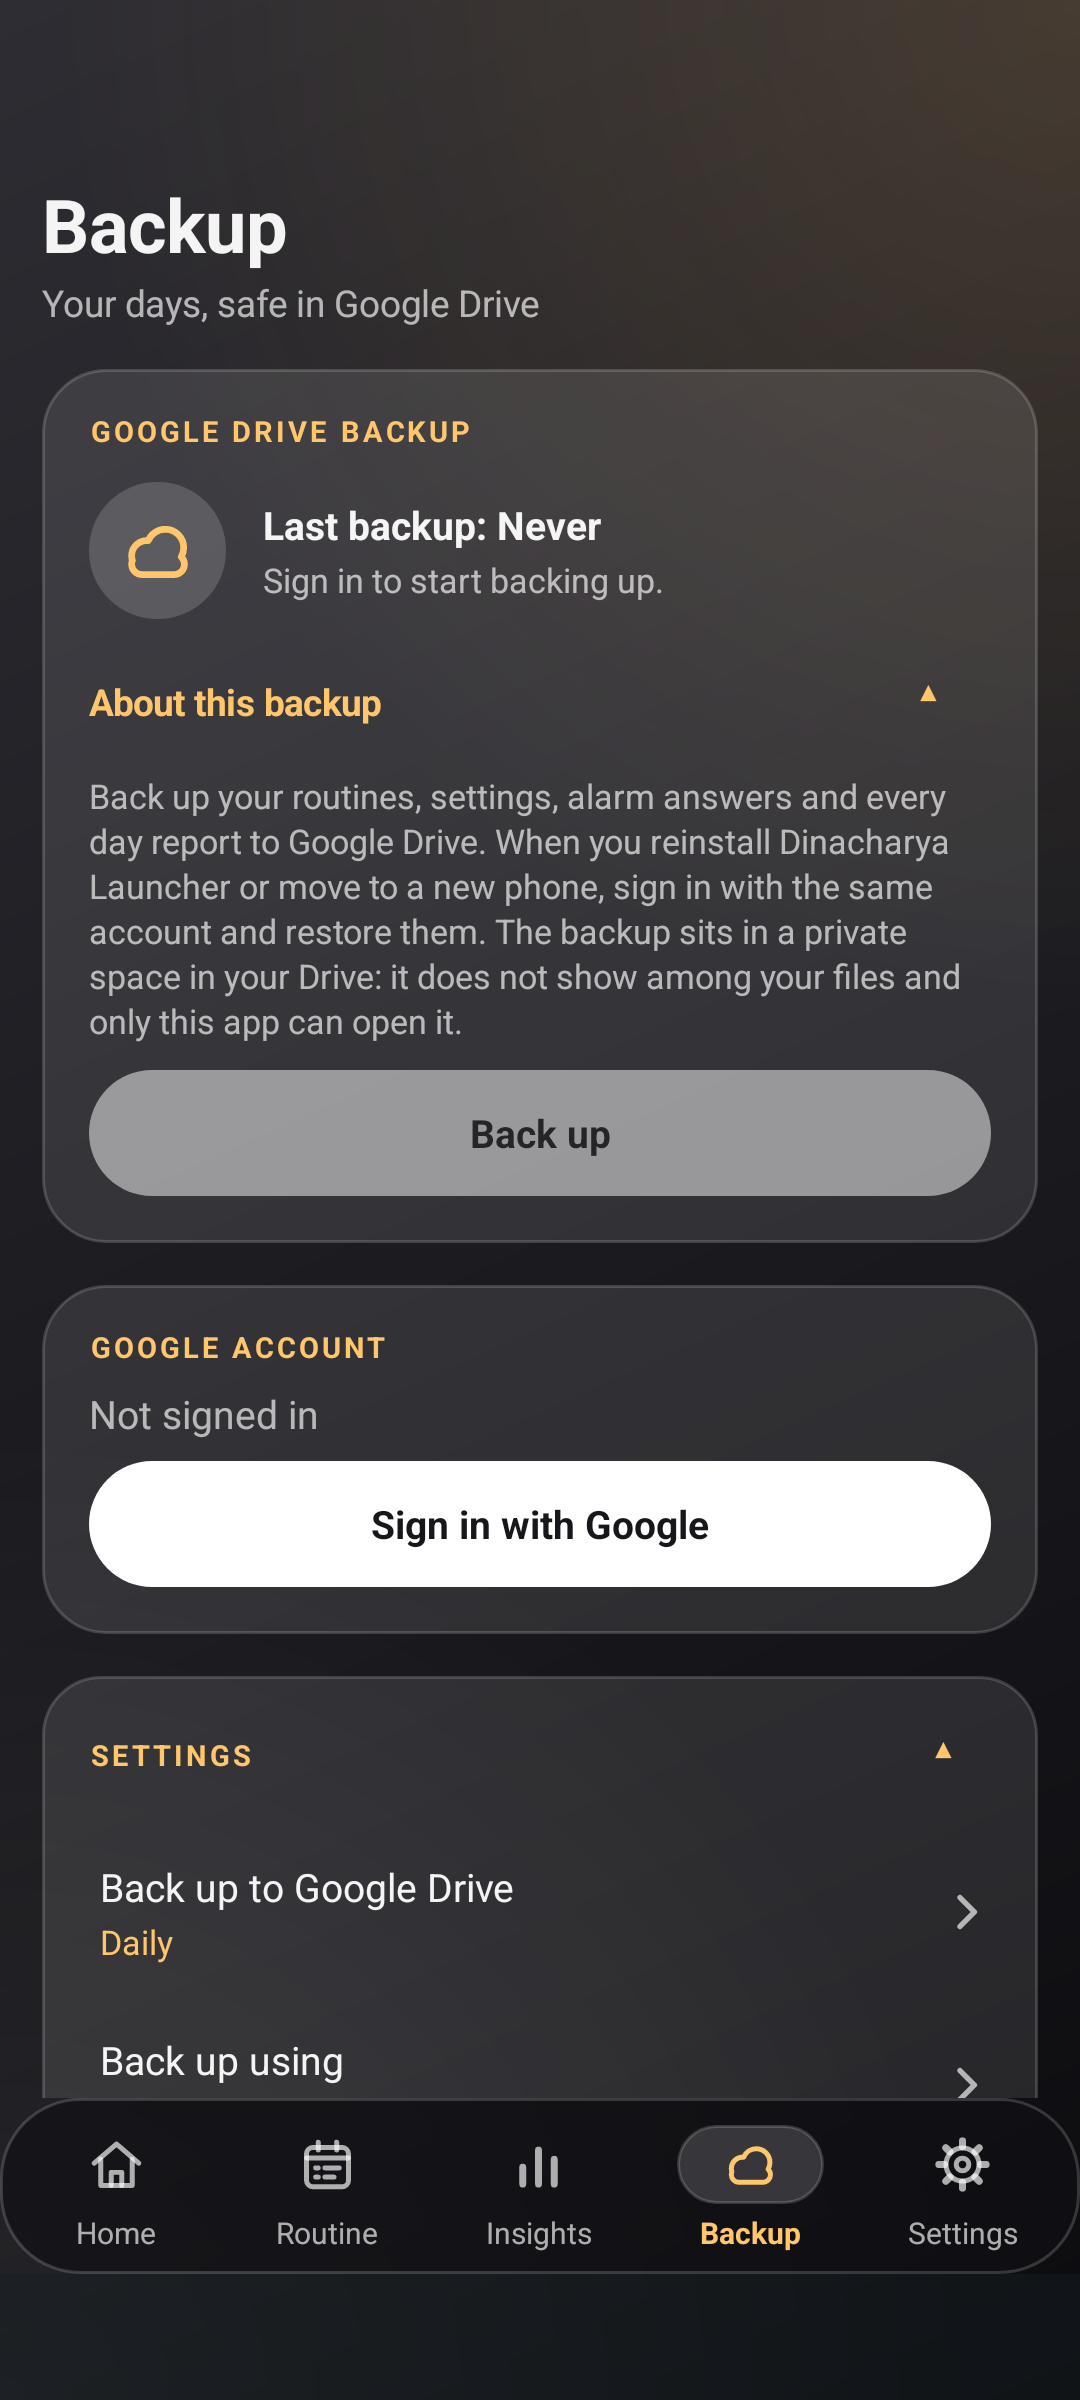 Backup
Your days, safe in Google Drive
GOOGLE DRIVE BACKUP
Last backup: Never
Sign in to start backing up.
About this backup
Back up your routines, settings, alarm answers and every
day report to Google Drive. When you reinstall Dinacharya
Launcher or move to a new phone, sign in with the same
account and restore them. The backup sits in a private
space in your Drive: it does not show among your files and
only this app can open it.
Back up
GOOGLE ACCOUNT
Not signed in
Sign in with Google
SETTINGS
Back up to Google Drive
Daily
Back up using
Home
Routine
Insights
Backup
Settings